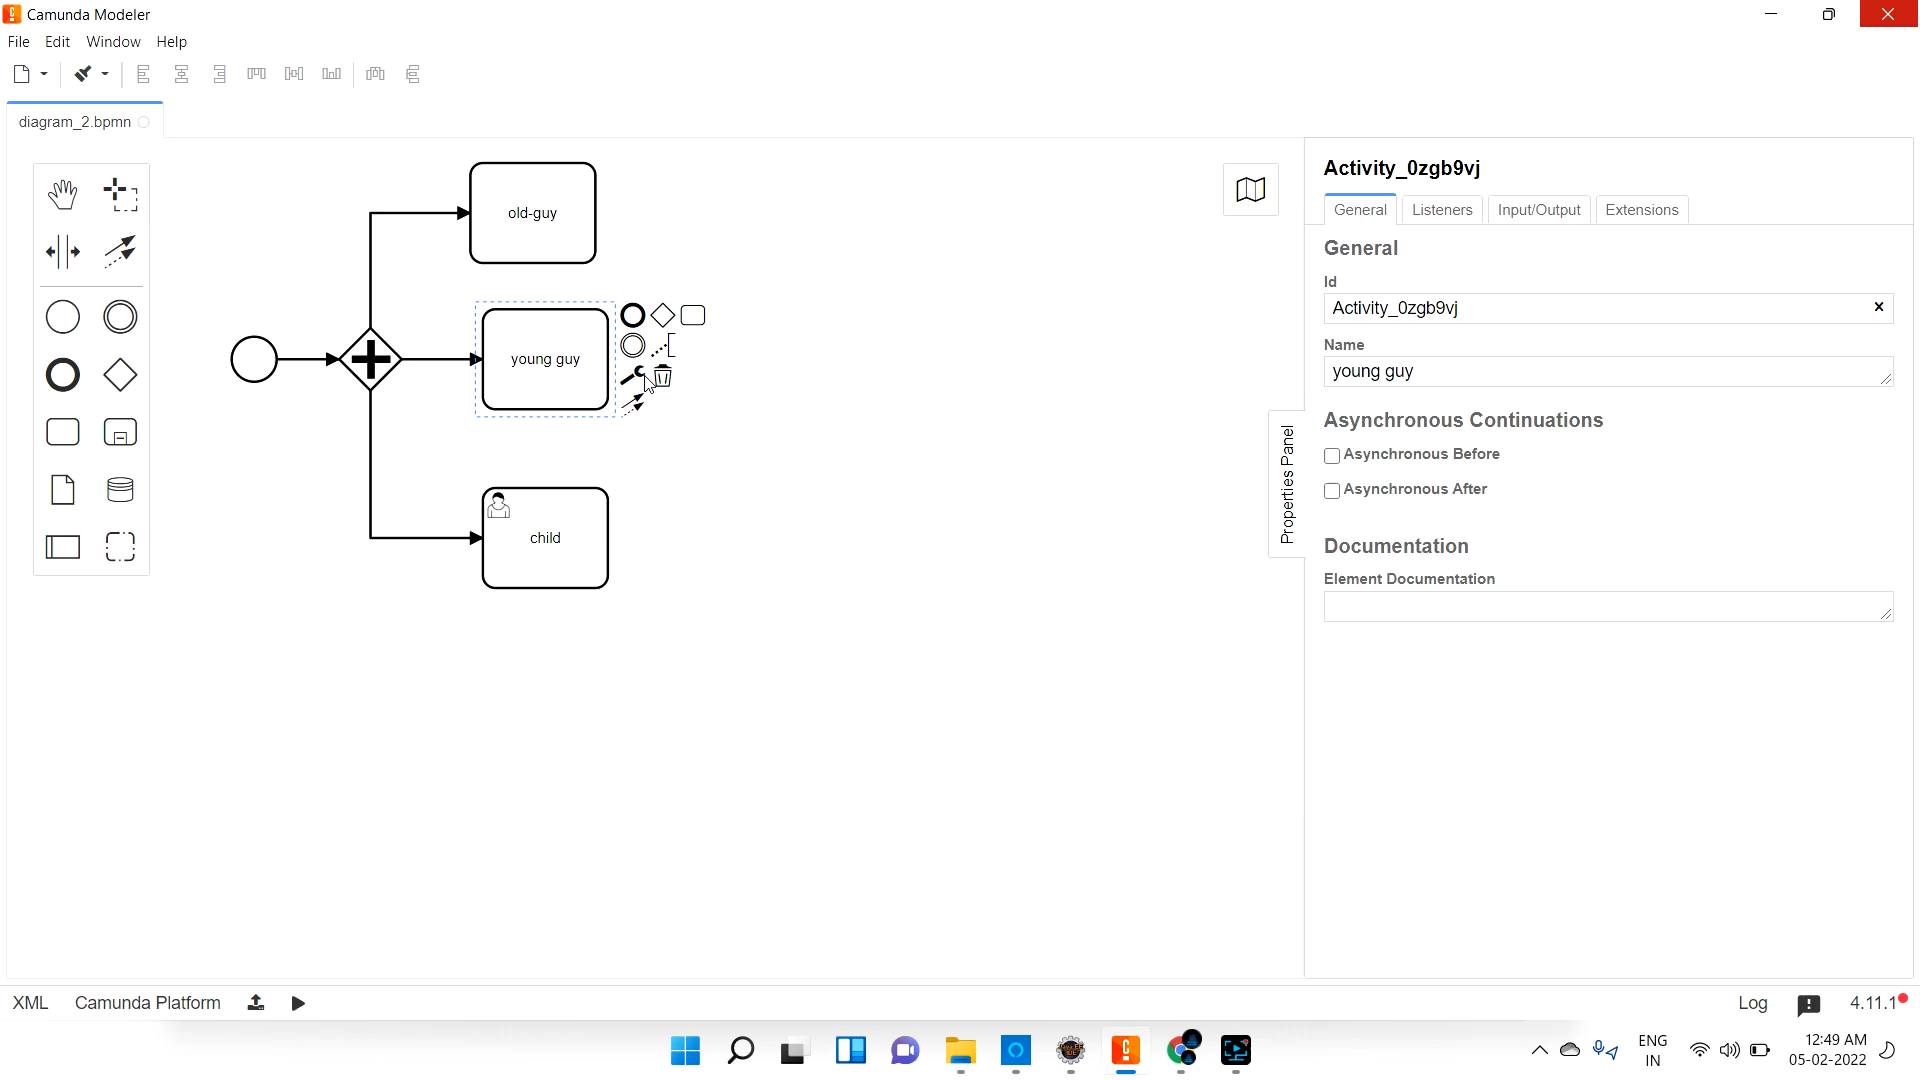 Camunda Modeler
File Edit Window Help
diagram_2.bpmn
old-guy
young guy
child
Properties Panel
Activity_0zgb9vj
General Listeners Input/Output Extensions
General
Id
Activity_0zgb9vj
Name
young guy
Asynchronous Continuations
Asynchronous Before
Asynchronous After
Documentation
Element Documentation
XML Camunda Platform
Log 4.11.1
ENG
IN
12:49 AM
05-02-2022